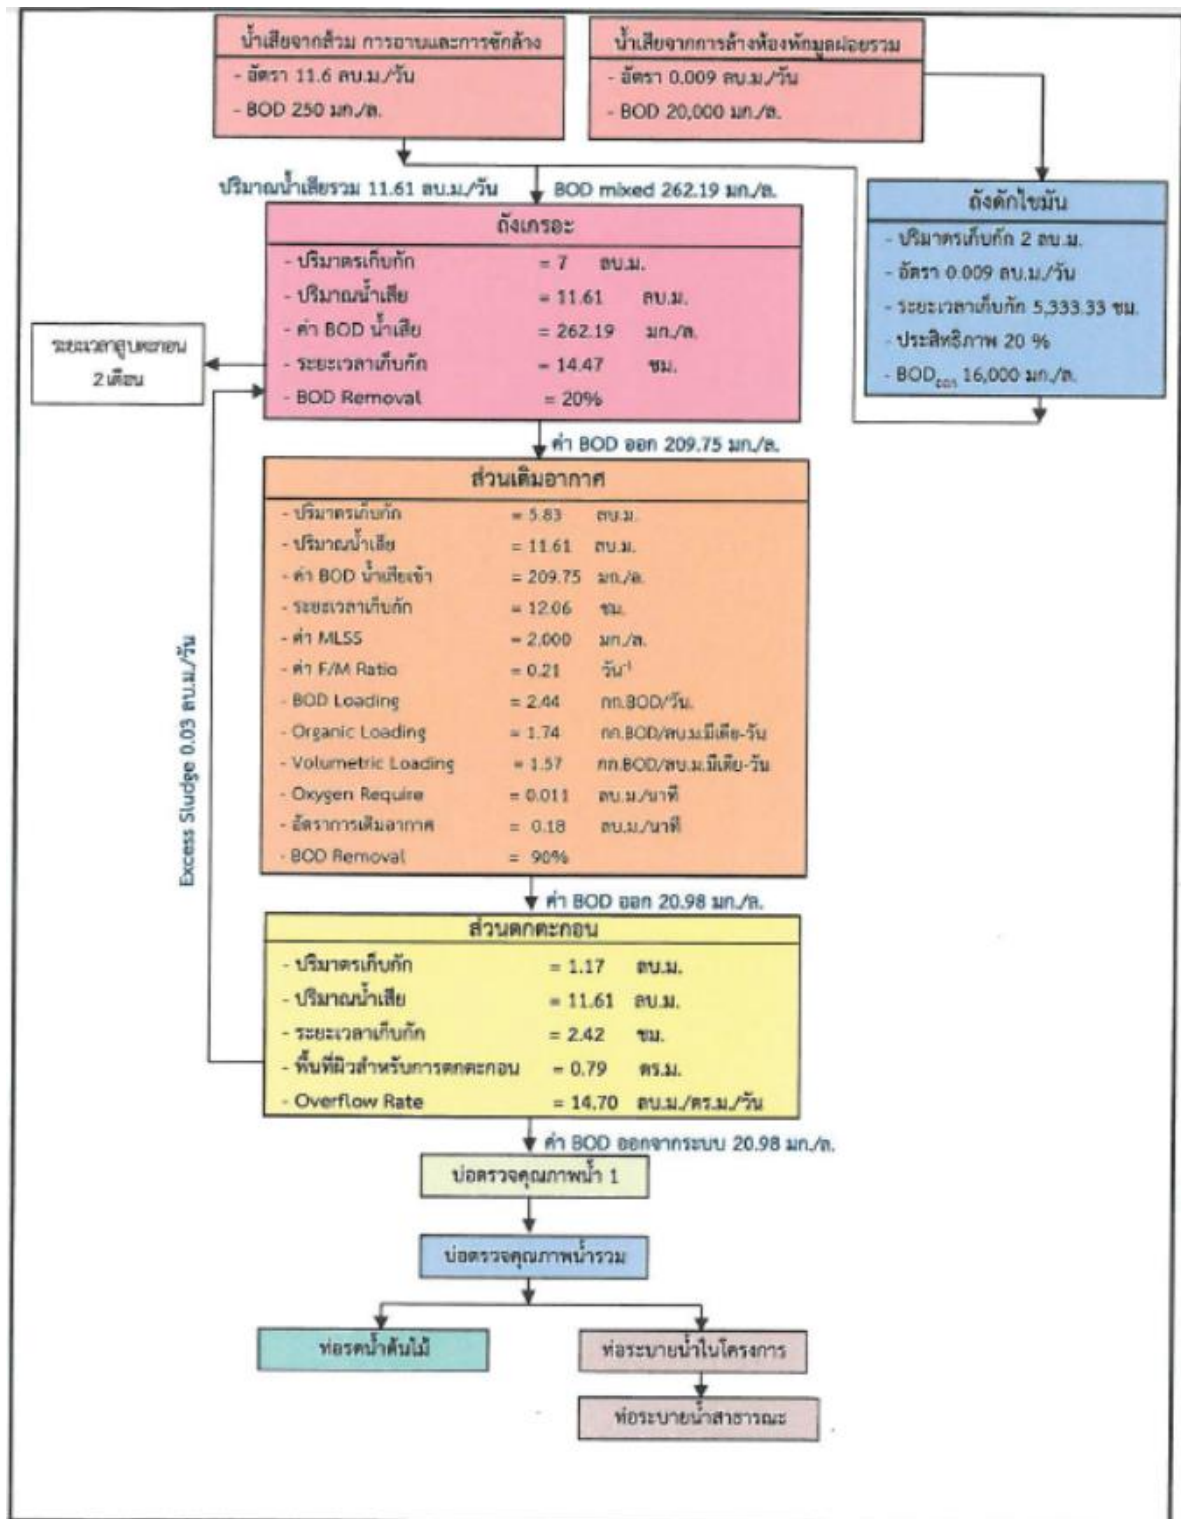 น้ำเสียจากส้วม การอาบและการซักล้าง
- อัตรา 11.6 ลบ.ม./วัน
- BOD 250 มก./ล.
น้ำเสียจากการล้างห้องพักมูลฝอยรวม
- อัตรา 0.009 ลบ.ม./วัน
- BOD 20,000 มก./ล.
ปริมาณน้ำเสียรวม 11.61 ลบ.ม./วัน
BOD mixed 262.19 มก./ล.
ถังดักไขมัน
- ปริมาตรเก็บกัก 2 ลบ.ม.
- อัตรา 0.009 ลบ.ม./วัน
- ระยะเวลาเก็บกัก 5,333.33 ชม.
- ประสิทธิภาพ 20 %
- BODออก 16,000 มก./ล.
ถังเกรอะ
- ปริมาตรเก็บกัก = 7 ลบ.ม.
- ปริมาณน้ำเสีย = 11.61 ลบ.ม.
- ค่า BOD น้ำเสีย = 262.19 มก./ล.
- ระยะเวลาเก็บกัก = 14.47 ชม.
- BOD Removal = 20%
ระยะเวลาสูบตะกอน
2 เดือน
ค่า BOD ออก 209.75 มก./ล.
ส่วนเติมอากาศ
- ปริมาตรเก็บกัก = 5.83 ลบ.ม.
- ปริมาณน้ำเสีย = 11.61 ลบ.ม.
- ค่า BOD น้ำเสียเข้า = 209.75 มก./ล.
- ระยะเวลาเก็บกัก = 12.06 ชม.
- ค่า MLSS = 2,000 มก./ล.
- ค่า F/M Ratio = 0.21 วัน⁻¹
- BOD Loading = 2.44 กก.BOD/วัน.
- Organic Loading = 1.74 กก.BOD/ลบ.ม.มีเดีย-วัน
- Volumetric Loading = 1.57 กก.BOD/ลบ.ม.มีเดีย-วัน
- Oxygen Require = 0.011 ลบ.ม./นาที
- อัตราการเติมอากาศ = 0.18 ลบ.ม./นาที
- BOD Removal = 90%
Excess Sludge 0.03 ลบ.ม./วัน
ค่า BOD ออก 20.98 มก./ล.
ส่วนตกตะกอน
- ปริมาตรเก็บกัก = 1.17 ลบ.ม.
- ปริมาณน้ำเสีย = 11.61 ลบ.ม.
- ระยะเวลาเก็บกัก = 2.42 ชม.
- พื้นที่ผิวสำหรับการตกตะกอน = 0.79 ตร.ม.
- Overflow Rate = 14.70 ลบ.ม./ตร.ม./วัน
ค่า BOD ออกจากระบบ 20.98 มก./ล.
บ่อตรวจคุณภาพน้ำ 1
บ่อตรวจคุณภาพน้ำรวม
ท่อรดน้ำต้นไม้
ท่อระบายน้ำในโครงการ
ท่อระบายน้ำสาธารณะ